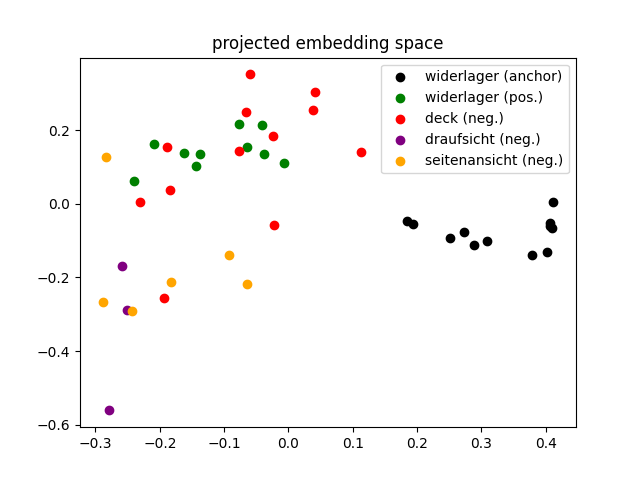 projected embedding space
widerlager (anchor)
widerlager (pos.)
deck (neg.)
draufsicht (neg.)
seitenansicht (neg.)
0.2
0.0
−0.2
−0.4
−0.6
−0.3 −0.2 −0.1 0.0 0.1 0.2 0.3 0.4